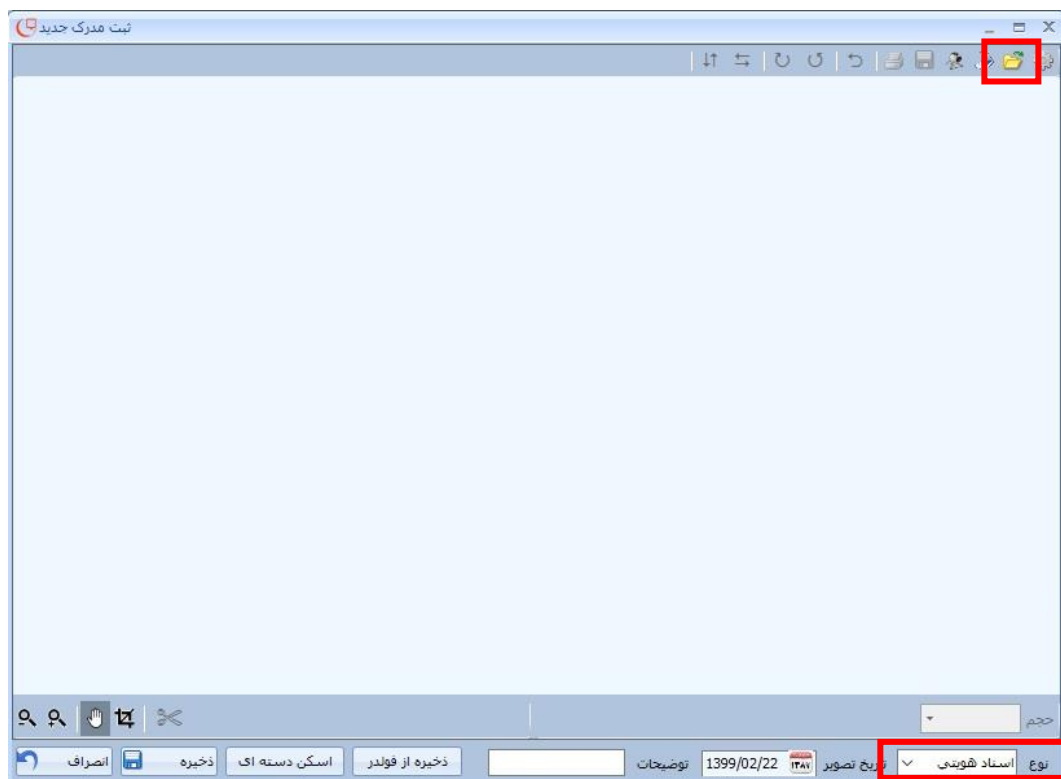 ثبت مدرک جدید
حجم
نوع اسناد هویتی تاریخ تصویر ۱۳۸۷ 1399/02/22 توضیحات ذخیره از فولدر اسکن دسته ای ذخیره انصراف